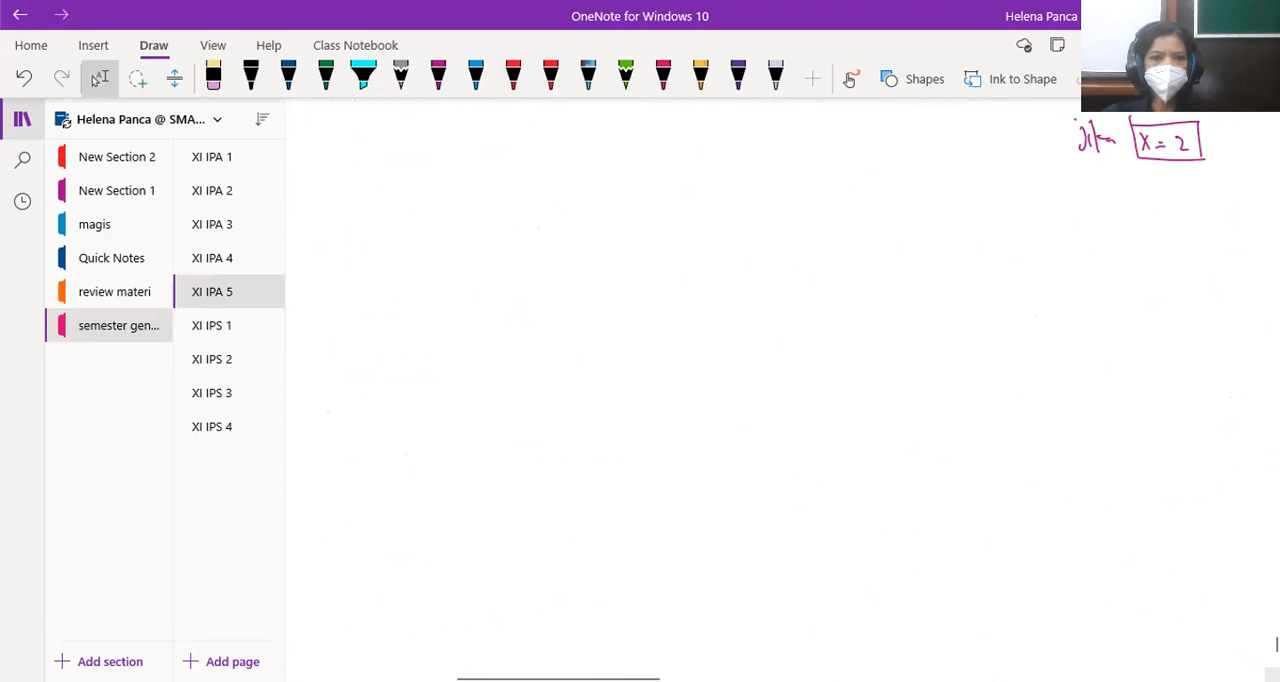 OneNote for Windows 10
Helena Panca
Home
Insert
Draw
View
Help
Class Notebook
Shapes
Ink to Shape
Helena Panca @ SMA...
New Section 2
New Section 1
magis
Quick Notes
review materi
semester gen...
XI IPA 1
XI IPA 2
XI IPA 3
XI IPA 4
XI IPA 5
XI IPS 1
XI IPS 2
XI IPS 3
XI IPS 4
jika x = 2
Add section
Add page